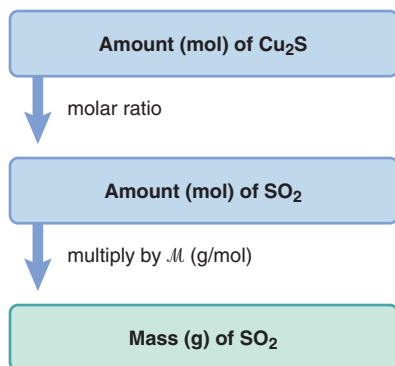 Amount (mol) of Cu₂S
molar ratio
Amount (mol) of SO₂
multiply by ℳ (g/mol)
Mass (g) of SO₂